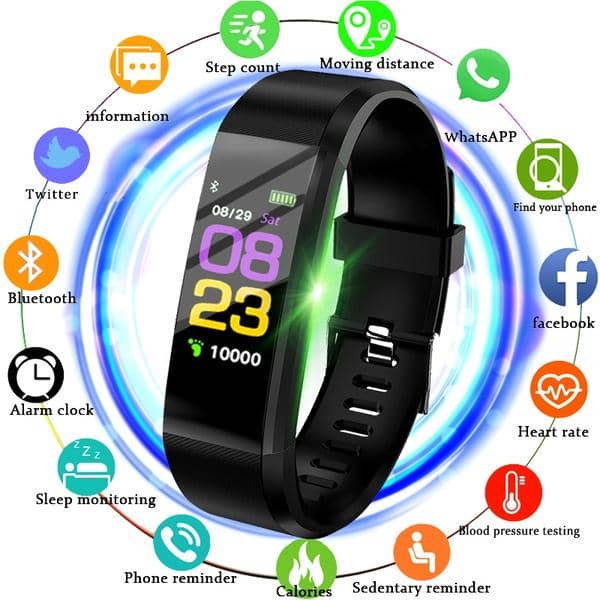 Step count
Moving distance
information
WhatsAPP
Twitter
Find your phone
08/29 Sat
08
23
10000
Bluetooth
facebook
Alarm clock
Heart rate
zzZ
Sleep monitoring
Blood pressure testing
Phone reminder
Calories
Sedentary reminder